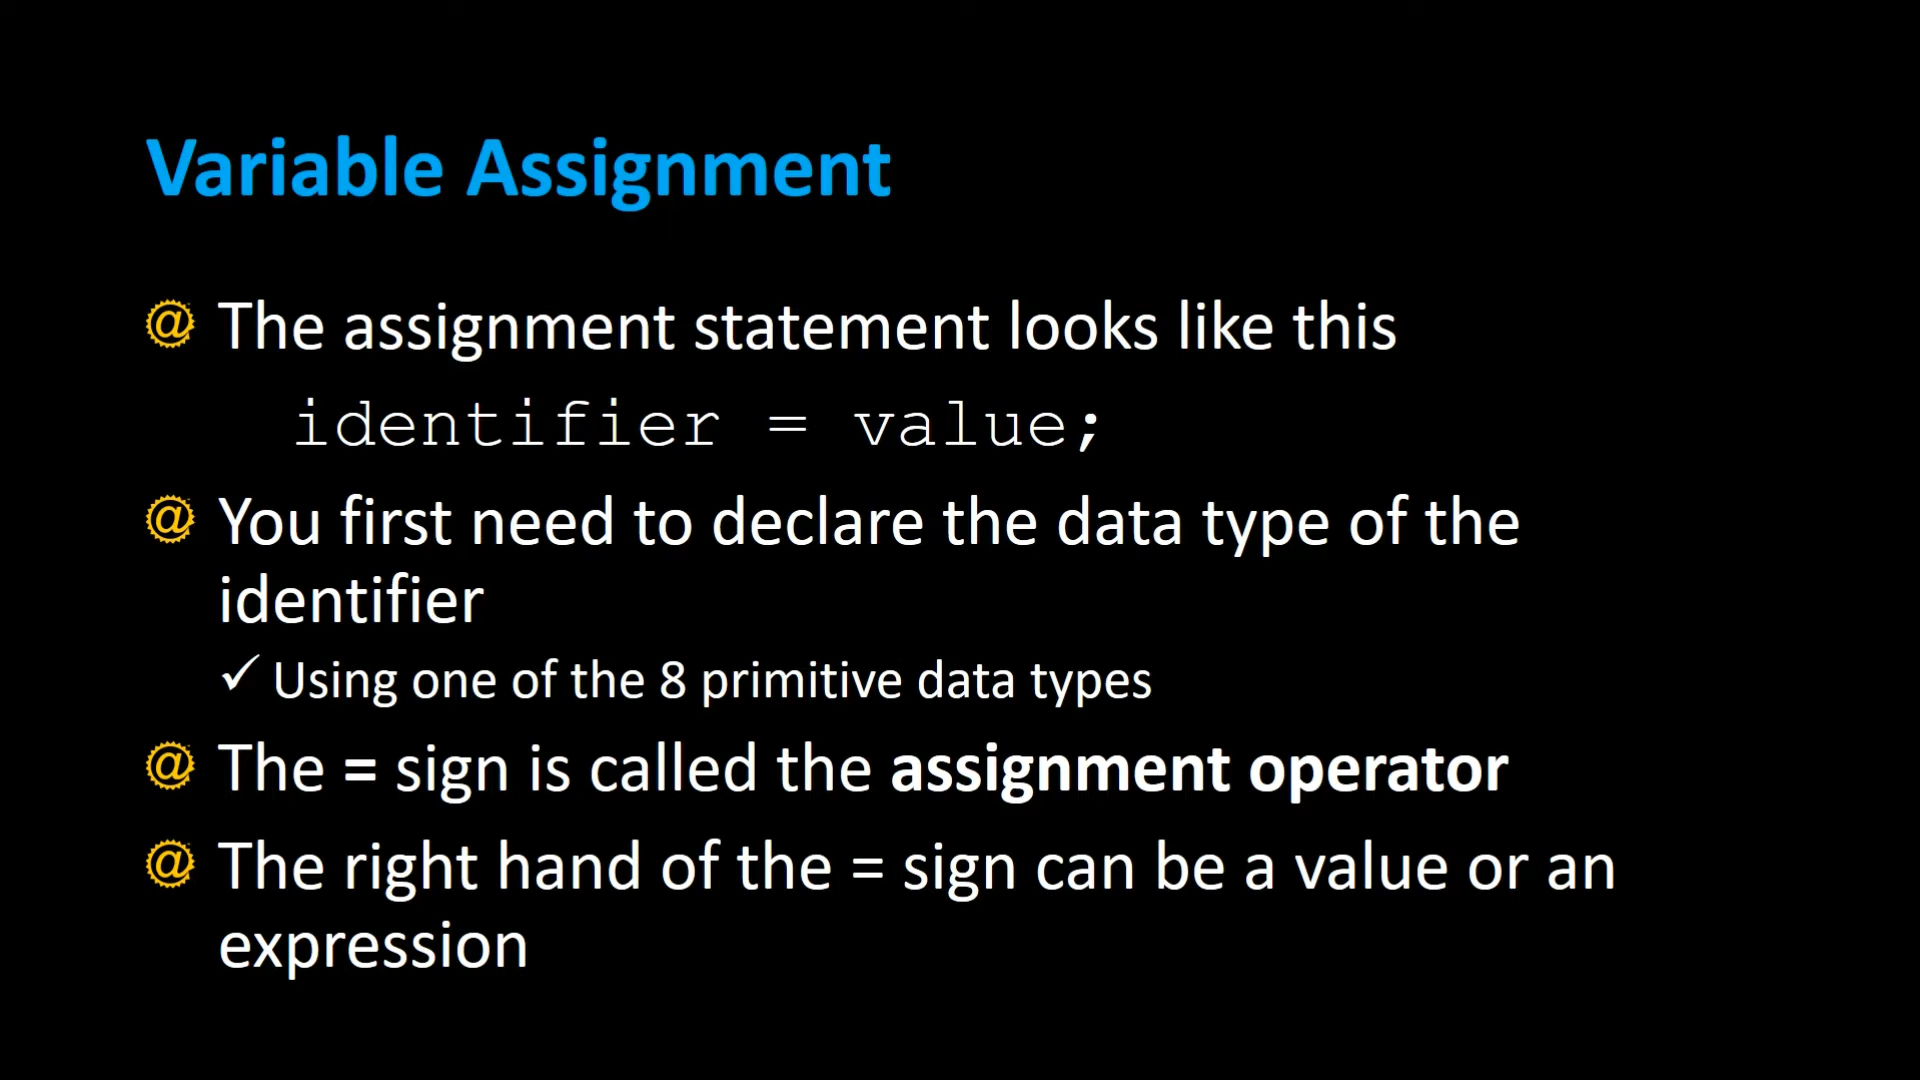 Variable Assignment
@ The assignment statement looks like this
identifier = value;
@ You first need to declare the data type of the
identifier
✓ Using one of the 8 primitive data types
@ The = sign is called the assignment operator
@ The right hand of the = sign can be a value or an
expression